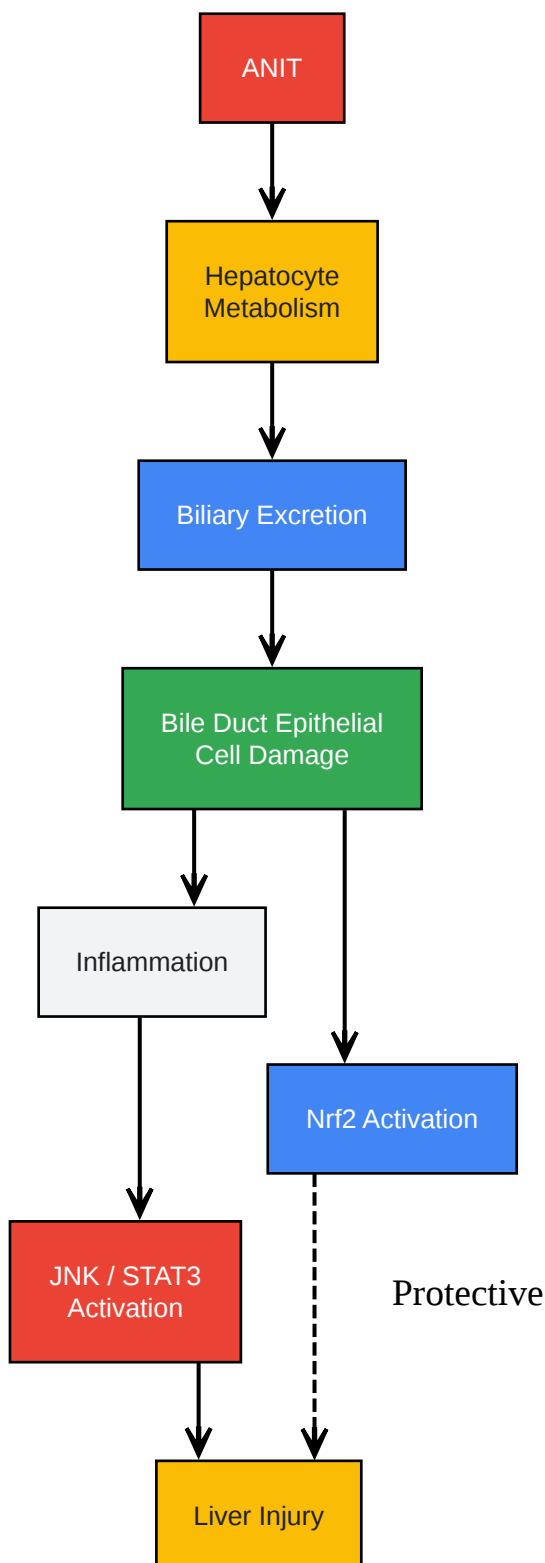 ANIT
Hepatocyte
Metabolism
Biliary Excretion
Bile Duct Epithelial
Cell Damage
Inflammation
Nrf2 Activation
JNK / STAT3
Activation
Protective
Liver Injury